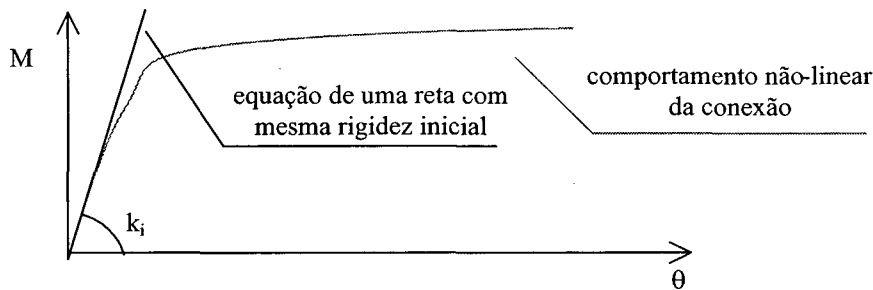 M
equação de uma reta com
mesma rigidez inicial
comportamento não-linear
da conexão
kᵢ
θ